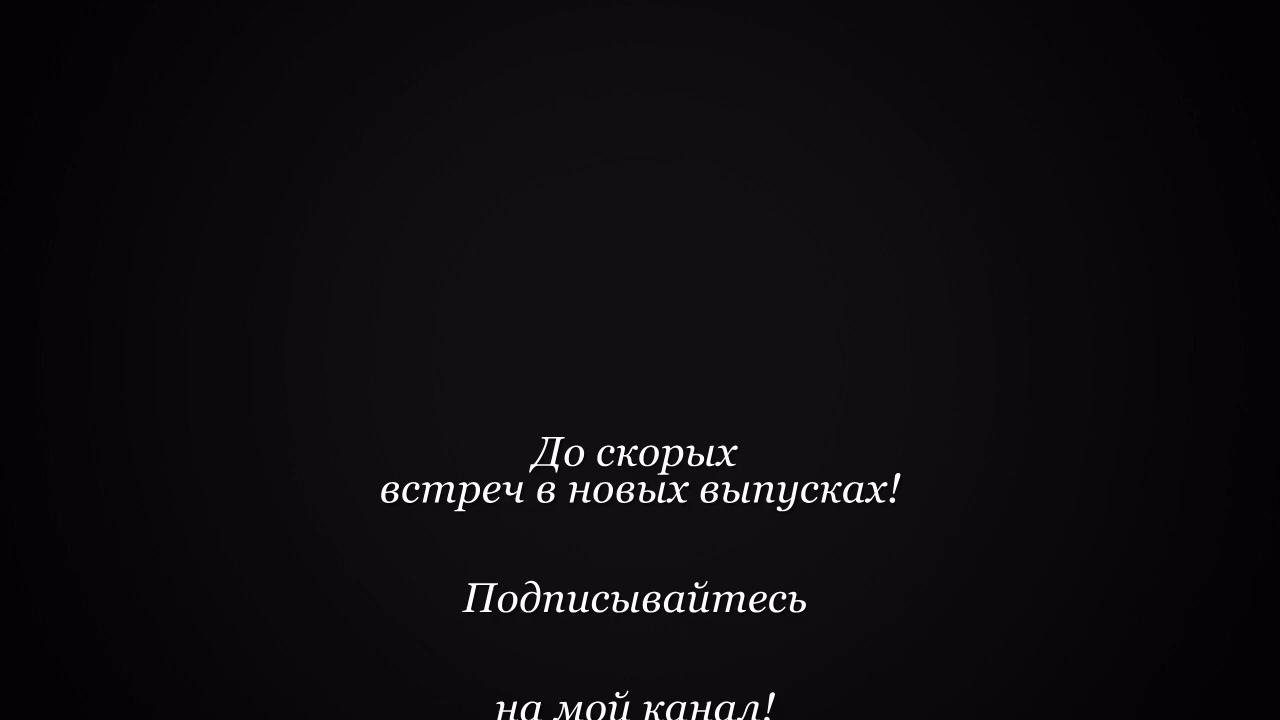 До скорых
встреч в новых выпусках!
Подписывайтесь
на мой канал!